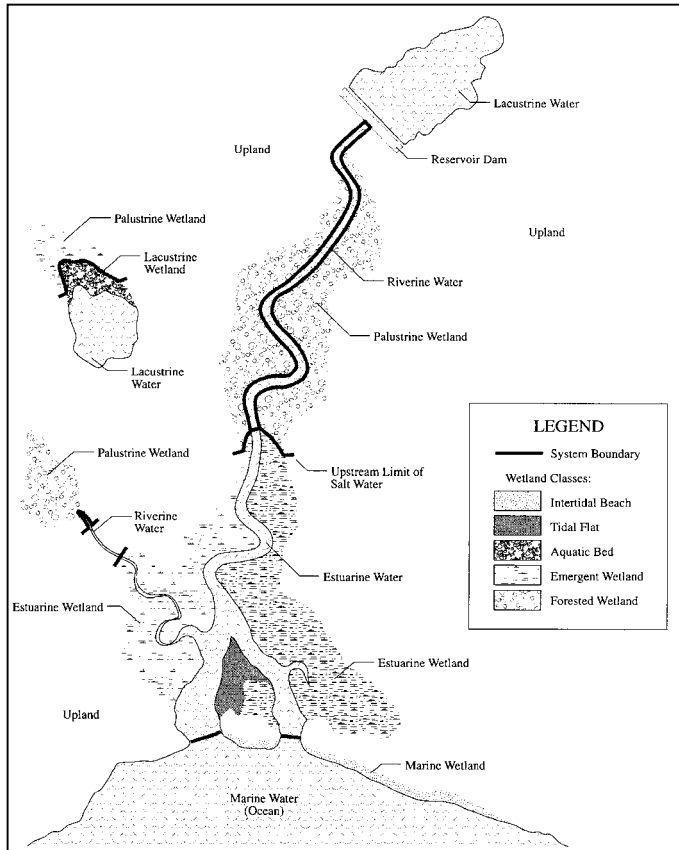 Lacustrine Water
Reservoir Dam
Upland
Palustrine Wetland
Upland
Lacustrine
Wetland
Riverine Water
Palustrine Wetland
Lacustrine
Water
LEGEND
System Boundary
Palustrine Wetland
Upstream Limit of
Salt Water
Wetland Classes:
Intertidal Beach
Riverine
Water
Tidal Flat
Aquatic Bed
Estuarine Water
Emergent Wetland
Estuarine Wetland
Forested Wetland
Estuarine Wetland
Upland
Marine Wetland
Marine Water
(Ocean)